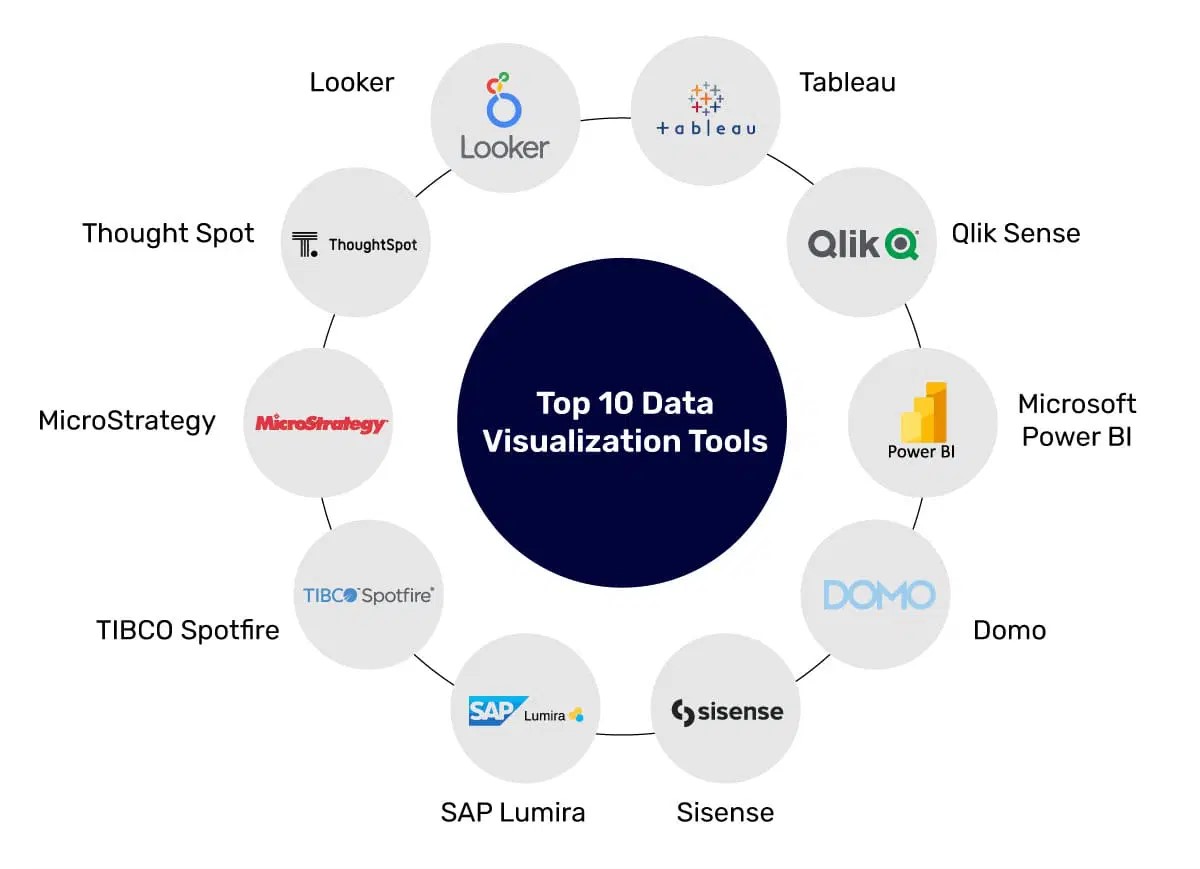 Looker
Looker
tableau
Tableau
Thought Spot
ThoughtSpot
Qlik
Qlik Sense
Top 10 Data
Visualization Tools
MicroStrategy
MicroStrategy
Power BI
Microsoft
Power BI
TIBCO Spotfire
TIBCO Spotfire®
DOMO
Domo
SAP Lumira
SAP Lumira
sisense
Sisense